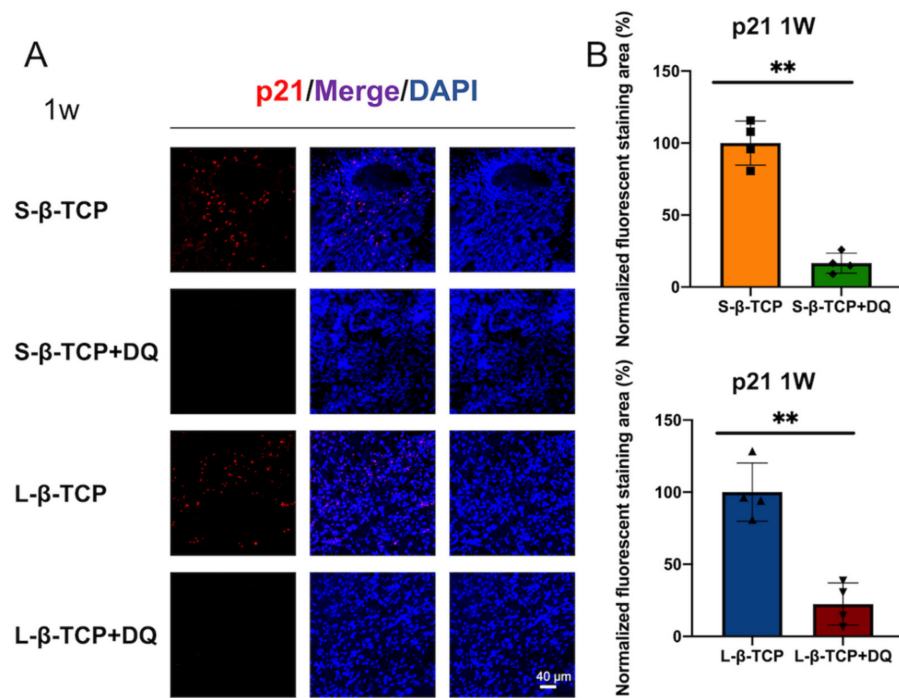 A
1w
p21/Merge/DAPI
S-β-TCP
S-β-TCP+DQ
L-β-TCP
L-β-TCP+DQ
40 μm
B
p21 1W
**
Normalized fluorescent staining area (%)
150
100
50
0
S-β-TCP
S-β-TCP+DQ
p21 1W
**
Normalized fluorescent staining area (%)
150
100
50
0
L-β-TCP
L-β-TCP+DQ